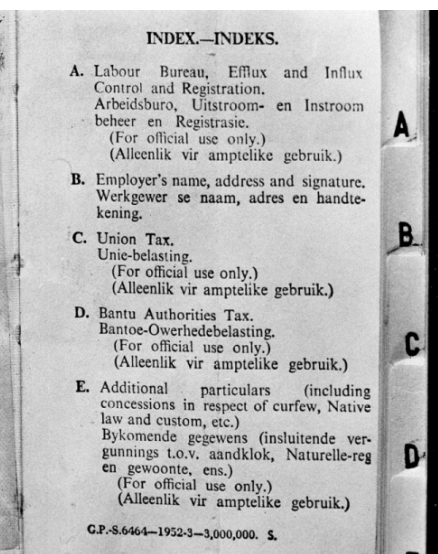 INDEX.—INDEKS.
A. Labour Bureau, Efflux and Influx
Control and Registration.
Arbeidsburo, Uitstroom- en Instroom
beheer en Registrasie.
(For official use only.)
(Alleenlik vir amptelike gebruik.)
B. Employer's name, address and signature.
Werkgewer se naam, adres en handte-
kening.
C. Union Tax.
Unie-belasting.
(For official use only.)
(Alleenlik vir amptelike gebruik.)
D. Bantu Authorities Tax.
Bantoe-Owerhedebelasting.
(For official use only.)
(Alleenlik vir amptelike gebruik.)
E. Additional particulars (including
concessions in respect of curfew, Native
law and custom, etc.)
Bykomende gegewens (insluitende ver-
gunnings t.o.v. aandklok, Naturelle-reg
en gewoonte, ens.)
(For official use only.)
(Alleenlik vir amptelike gebruik.)
G.P.-S.6464—1952-3—3,000,000. S.
A
B
C
D